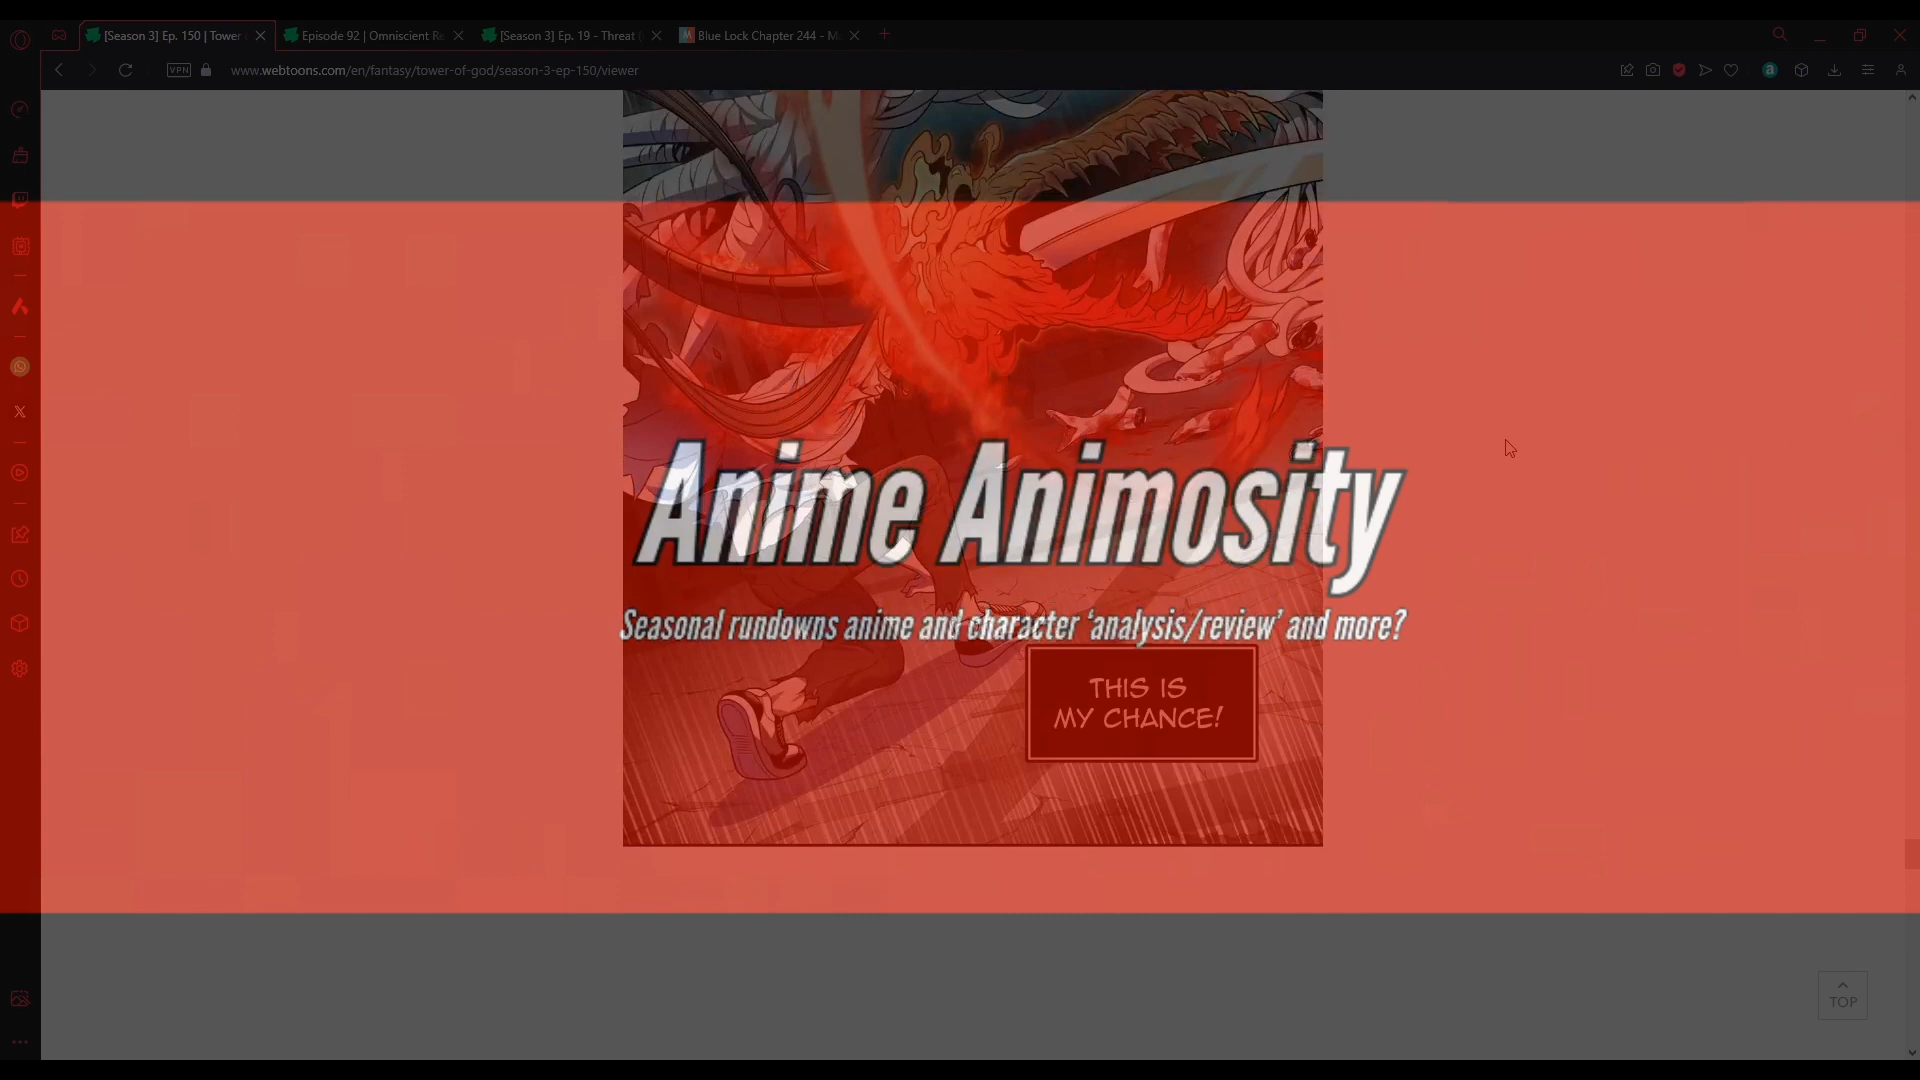 [Season 3] Ep. 150 | Tower
Episode 92 | Omniscient Re
[Season 3] Ep. 19 - Threat
Blue Lock Chapter 244 - M
VPN
www.webtoons.com/en/fantasy/tower-of-god/season-3-ep-150/viewer
Anime Animosity
Seasonal rundowns anime and character 'analysis/review' and more?
THIS IS
MY CHANCE!
TOP